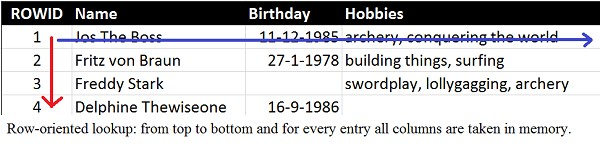 ROWID Name Birthday Hobbies
1 Jos The Boss 11-12-1985 archery, conquering the world
2 Fritz von Braun 27-1-1978 building things, surfing
3 Freddy Stark swordplay, lollygagging, archery
4 Delphine Thewiseone 16-9-1986
Row-oriented lookup: from top to bottom and for every entry all columns are taken in memory.